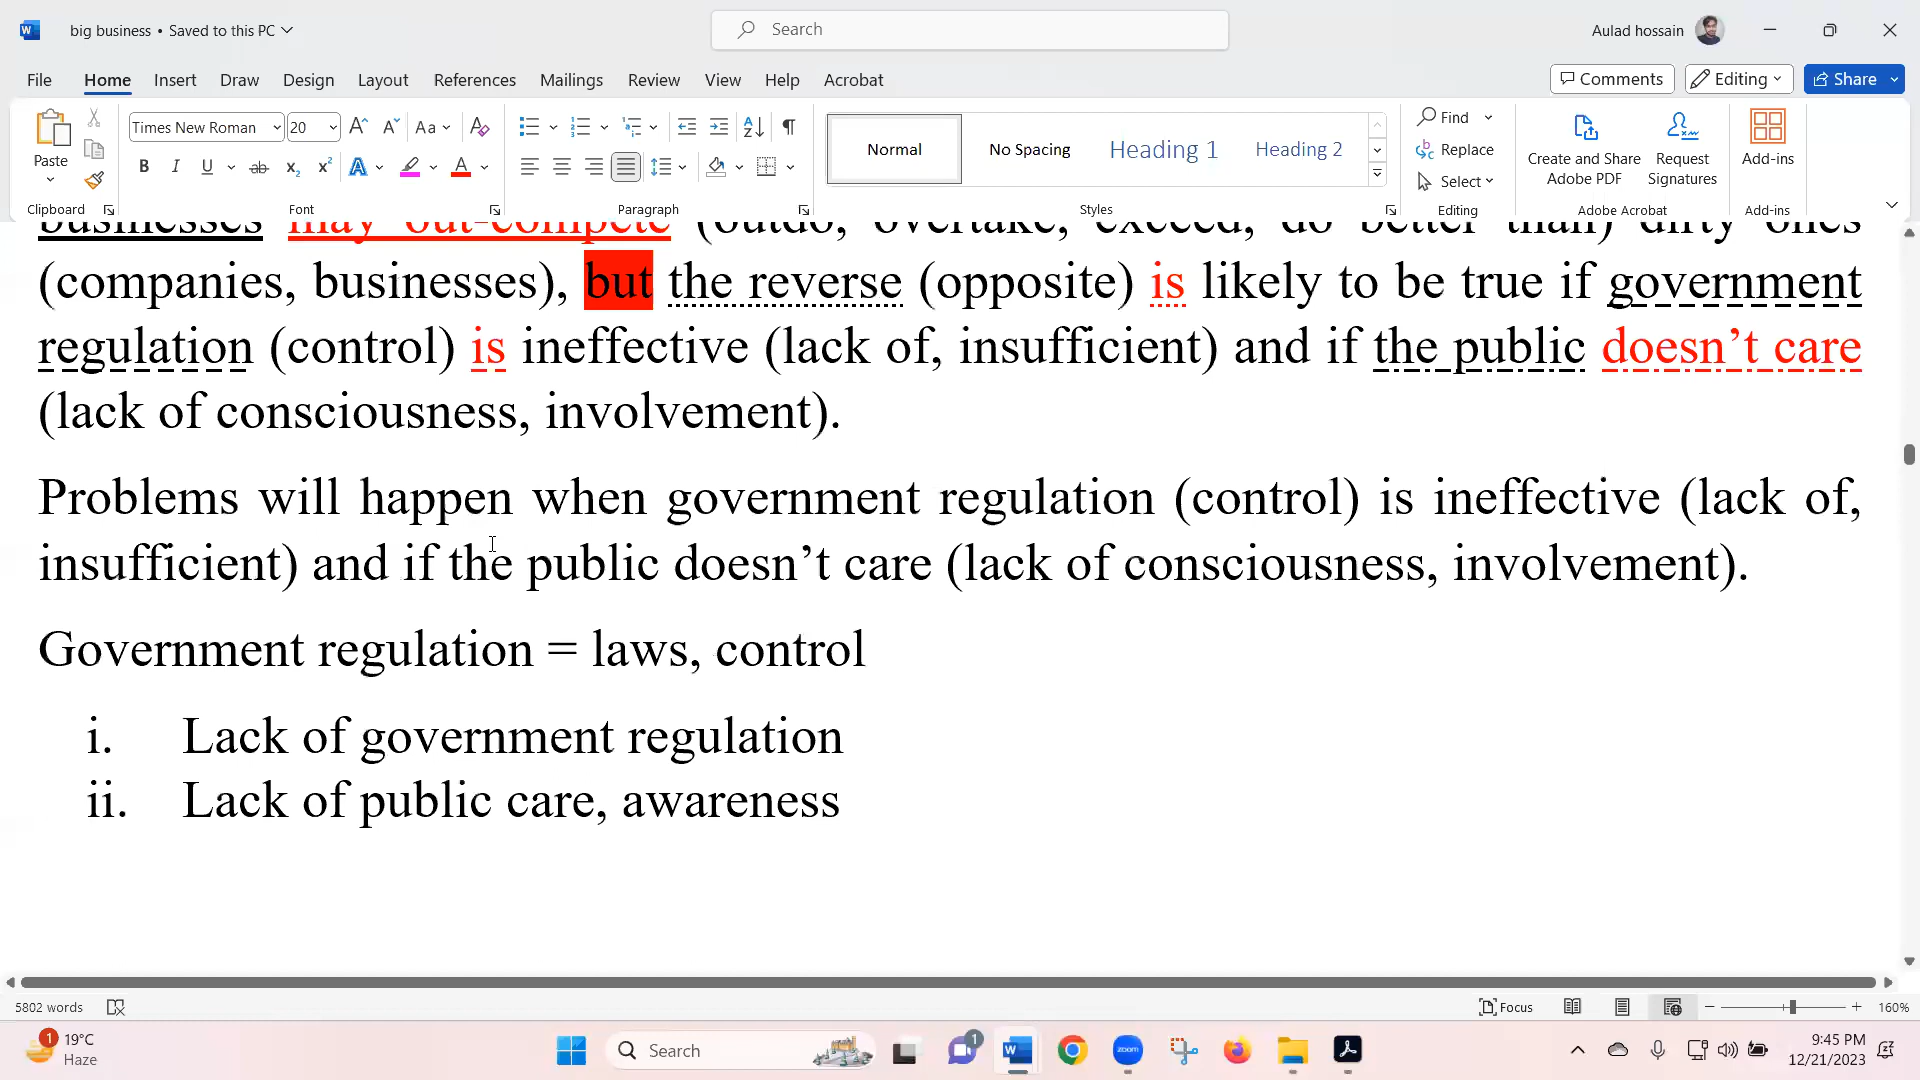 big business • Saved to this PC
Search
Aulad hossain
File Home Insert Draw Design Layout References Mailings Review View Help Acrobat
Comments Editing Share
Paste
Times New Roman 20
Normal No Spacing Heading 1 Heading 2
Find
Replace
Select
Create and Share Adobe PDF
Request Signatures
Add-ins
Clipboard Font Paragraph Styles Editing Adobe Acrobat Add-ins
businesses may out-compete (outdo, overtake, exceed, do better than) dirty ones
(companies, businesses), but the reverse (opposite) is likely to be true if government
regulation (control) is ineffective (lack of, insufficient) and if the public doesn’t care
(lack of consciousness, involvement).
Problems will happen when government regulation (control) is ineffective (lack of,
insufficient) and if the public doesn’t care (lack of consciousness, involvement).
Government regulation = laws, control
i. Lack of government regulation
ii. Lack of public care, awareness
5802 words
Focus
160%
1
19°C
Haze
Search
1
zoom
9:45 PM
12/21/2023